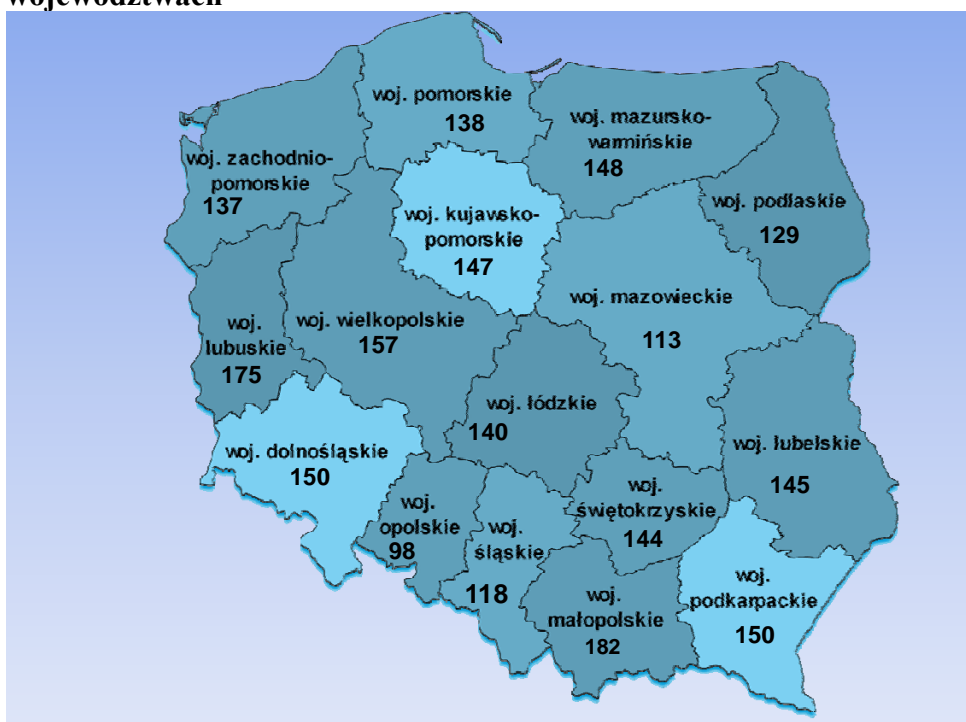 województwach
woj. pomorskie
138
woj. mazursko-
warmińskie
148
woj. zachodnio-
pomorskie
137
woj. podlaskie
129
woj. kujawsko-
pomorskie
147
woj. mazowieckie
113
woj.
lubuskie
175
woj. wielkopolskie
157
woj. łódzkie
140
woj. dolnośląskie
150
woj. lubelskie
145
woj.
opolskie
98
woj.
śląskie
118
woj.
świętokrzyskie
144
woj.
małopolskie
182
woj.
podkarpackie
150